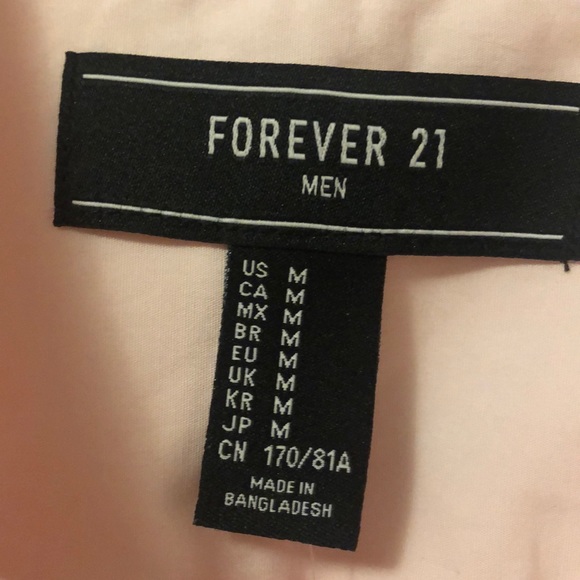 FOREVER 21
MEN
US M
CA M
MX M
BR M
EU M
UK M
KR M
JP M
CN 170/81A
MADE IN
BANGLADESH